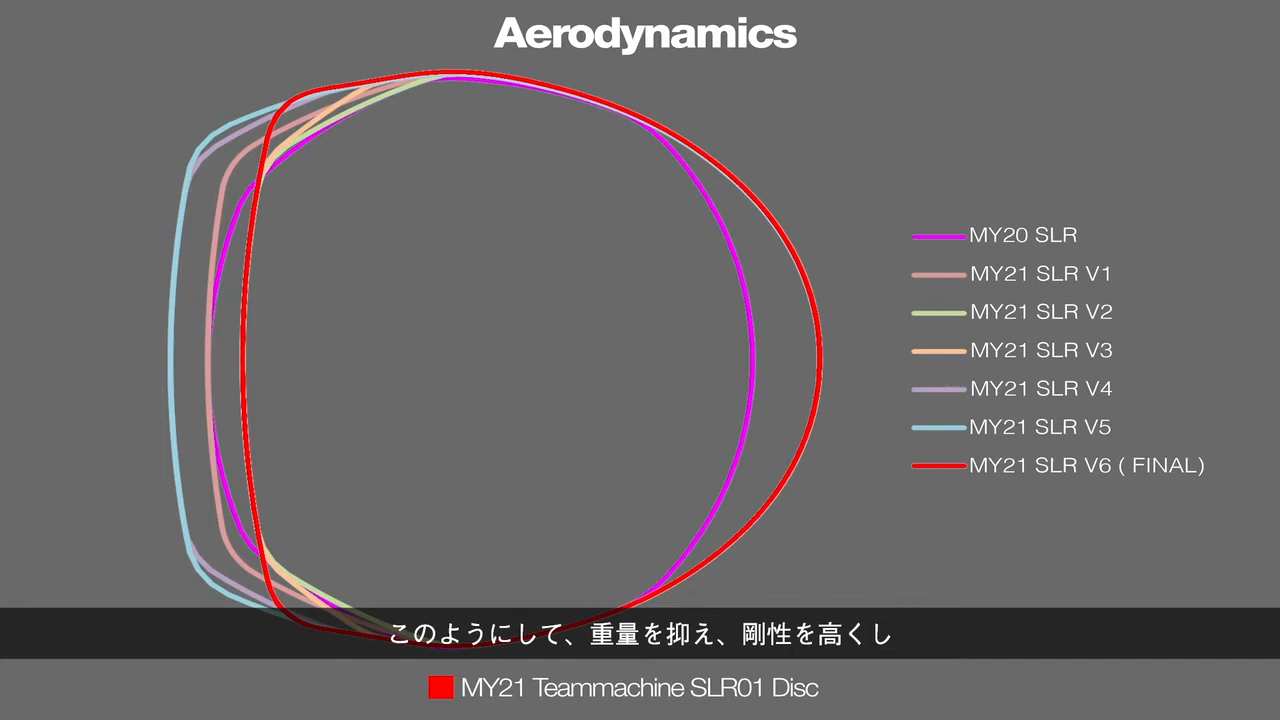 Aerodynamics
MY20 SLR
MY21 SLR V1
MY21 SLR V2
MY21 SLR V3
MY21 SLR V4
MY21 SLR V5
MY21 SLR V6 ( FINAL)
このようにして、重量を抑え、剛性を高くし
MY21 Teammachine SLR01 Disc